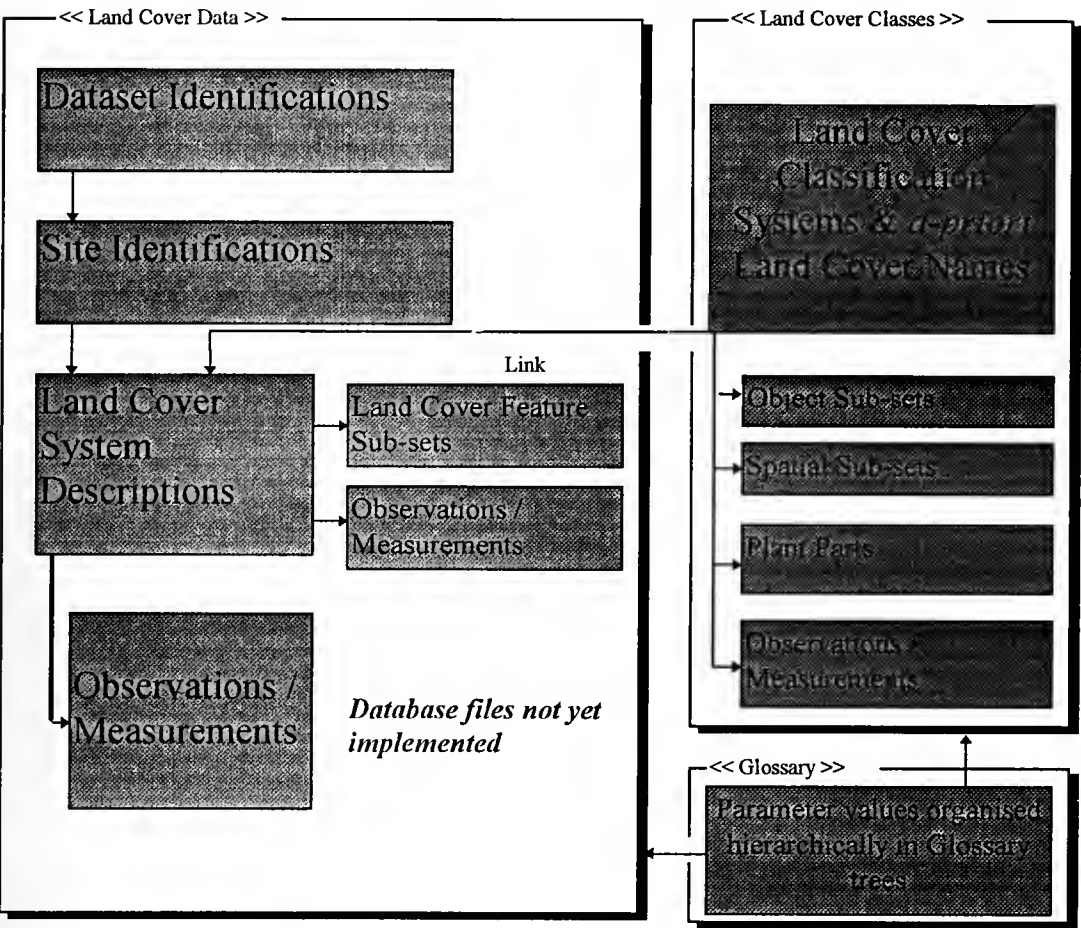 << Land Cover Data >>
Dataset Identifications
Site Identifications
Land Cover
System
Descriptions
Link
Land Cover Feature
Sub-sets
Observations /
Measurements
Observations /
Measurements
Database files not yet
implemented
<< Land Cover Classes >>
Land Cover
Classification
Systems & a-priori
Land Cover Names
Object Sub-sets
Spatial Sub-sets
Plant Parts
Observations &
Measurements
<< Glossary >>
Parameter values organised
hierarchically in Glossary
trees